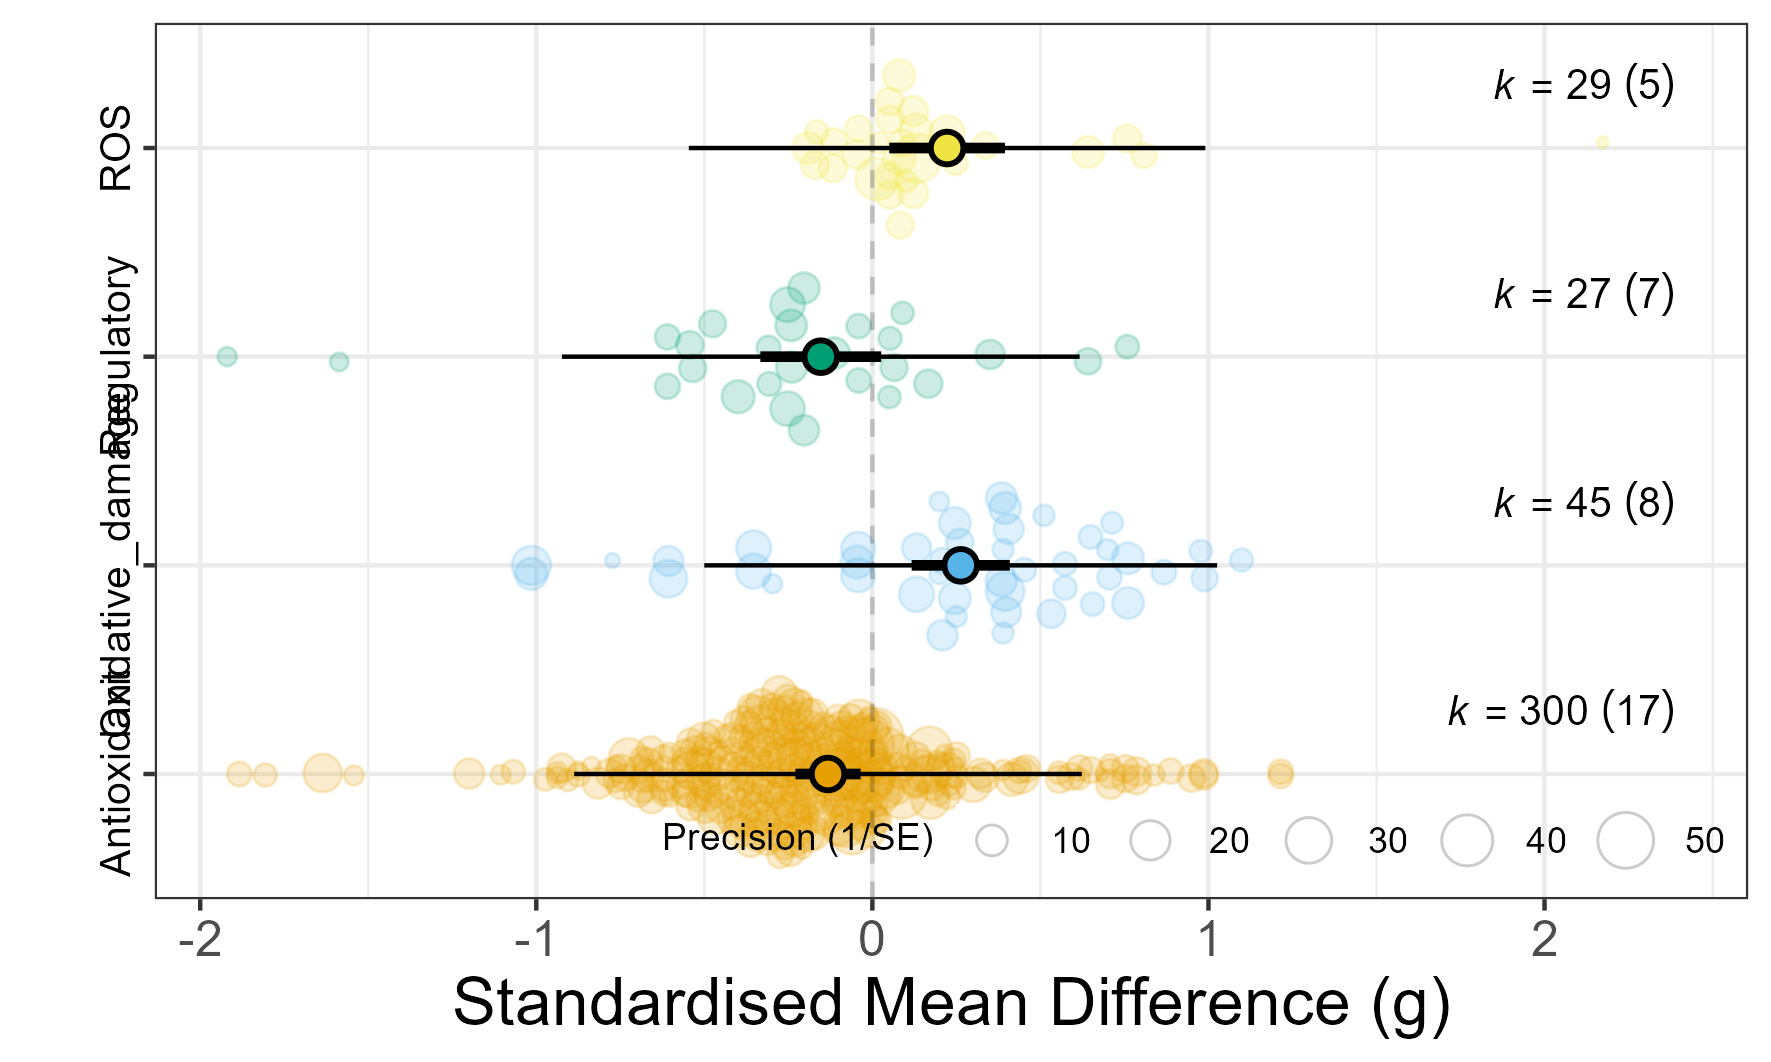 ROS
k = 29 (5)
Regulatory
k = 27 (7)
Oxidative_damage
k = 45 (8)
Antioxidant
k = 300 (17)
Precision (1/SE) 10 20 30 40 50
-2 -1 0 1 2
Standardised Mean Difference (g)